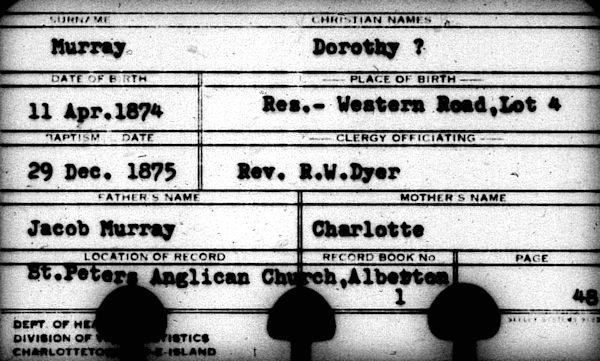 SURNAME CHRISTIAN NAMES
Murray Dorothy ?
DATE OF BIRTH PLACE OF BIRTH
11 Apr.1874 Res.- Western Road,Lot 4
BAPTISM DATE CLERGY OFFICIATING
29 Dec. 1875 Rev. R.W.Dyer
FATHER'S NAME MOTHER'S NAME
Jacob Murray Charlotte
LOCATION OF RECORD RECORD BOOK No PAGE
St.Peters Anglican Church,Alberton
1 48
DEPT. OF
DIVISION OF